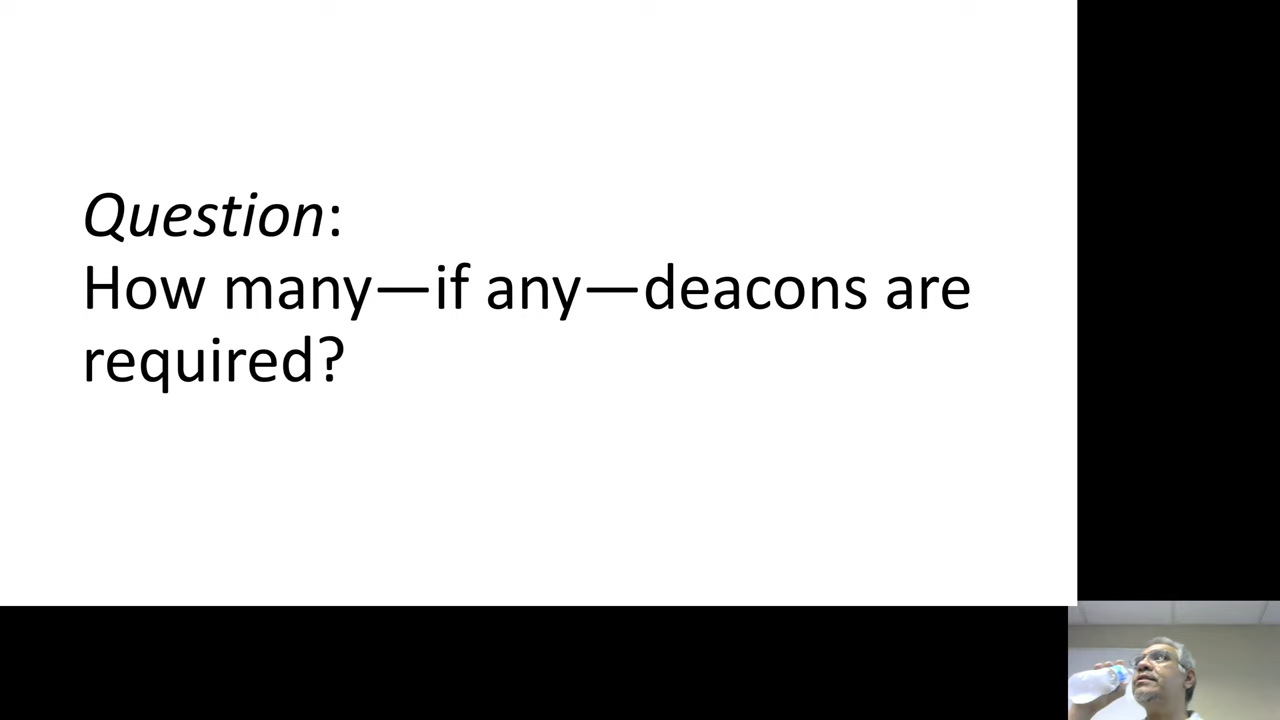 Question:
How many—if any—deacons are
required?